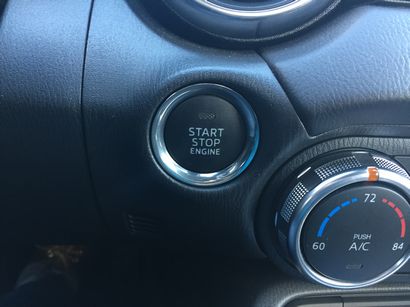 START
STOP
ENGINE
72
60
84
PUSH
A/C